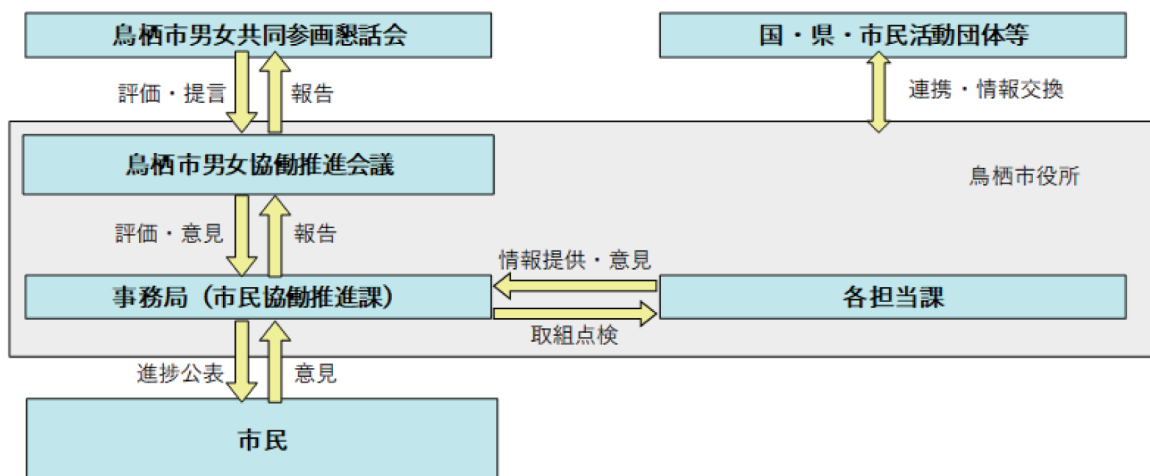 鳥栖市男女共同参画懇話会
国・県・市民活動団体等
評価・提言
報告
連携・情報交換
鳥栖市男女協働推進会議
鳥栖市役所
評価・意見
報告
情報提供・意見
事務局（市民協働推進課）
各担当課
取組点検
進捗公表
意見
市民